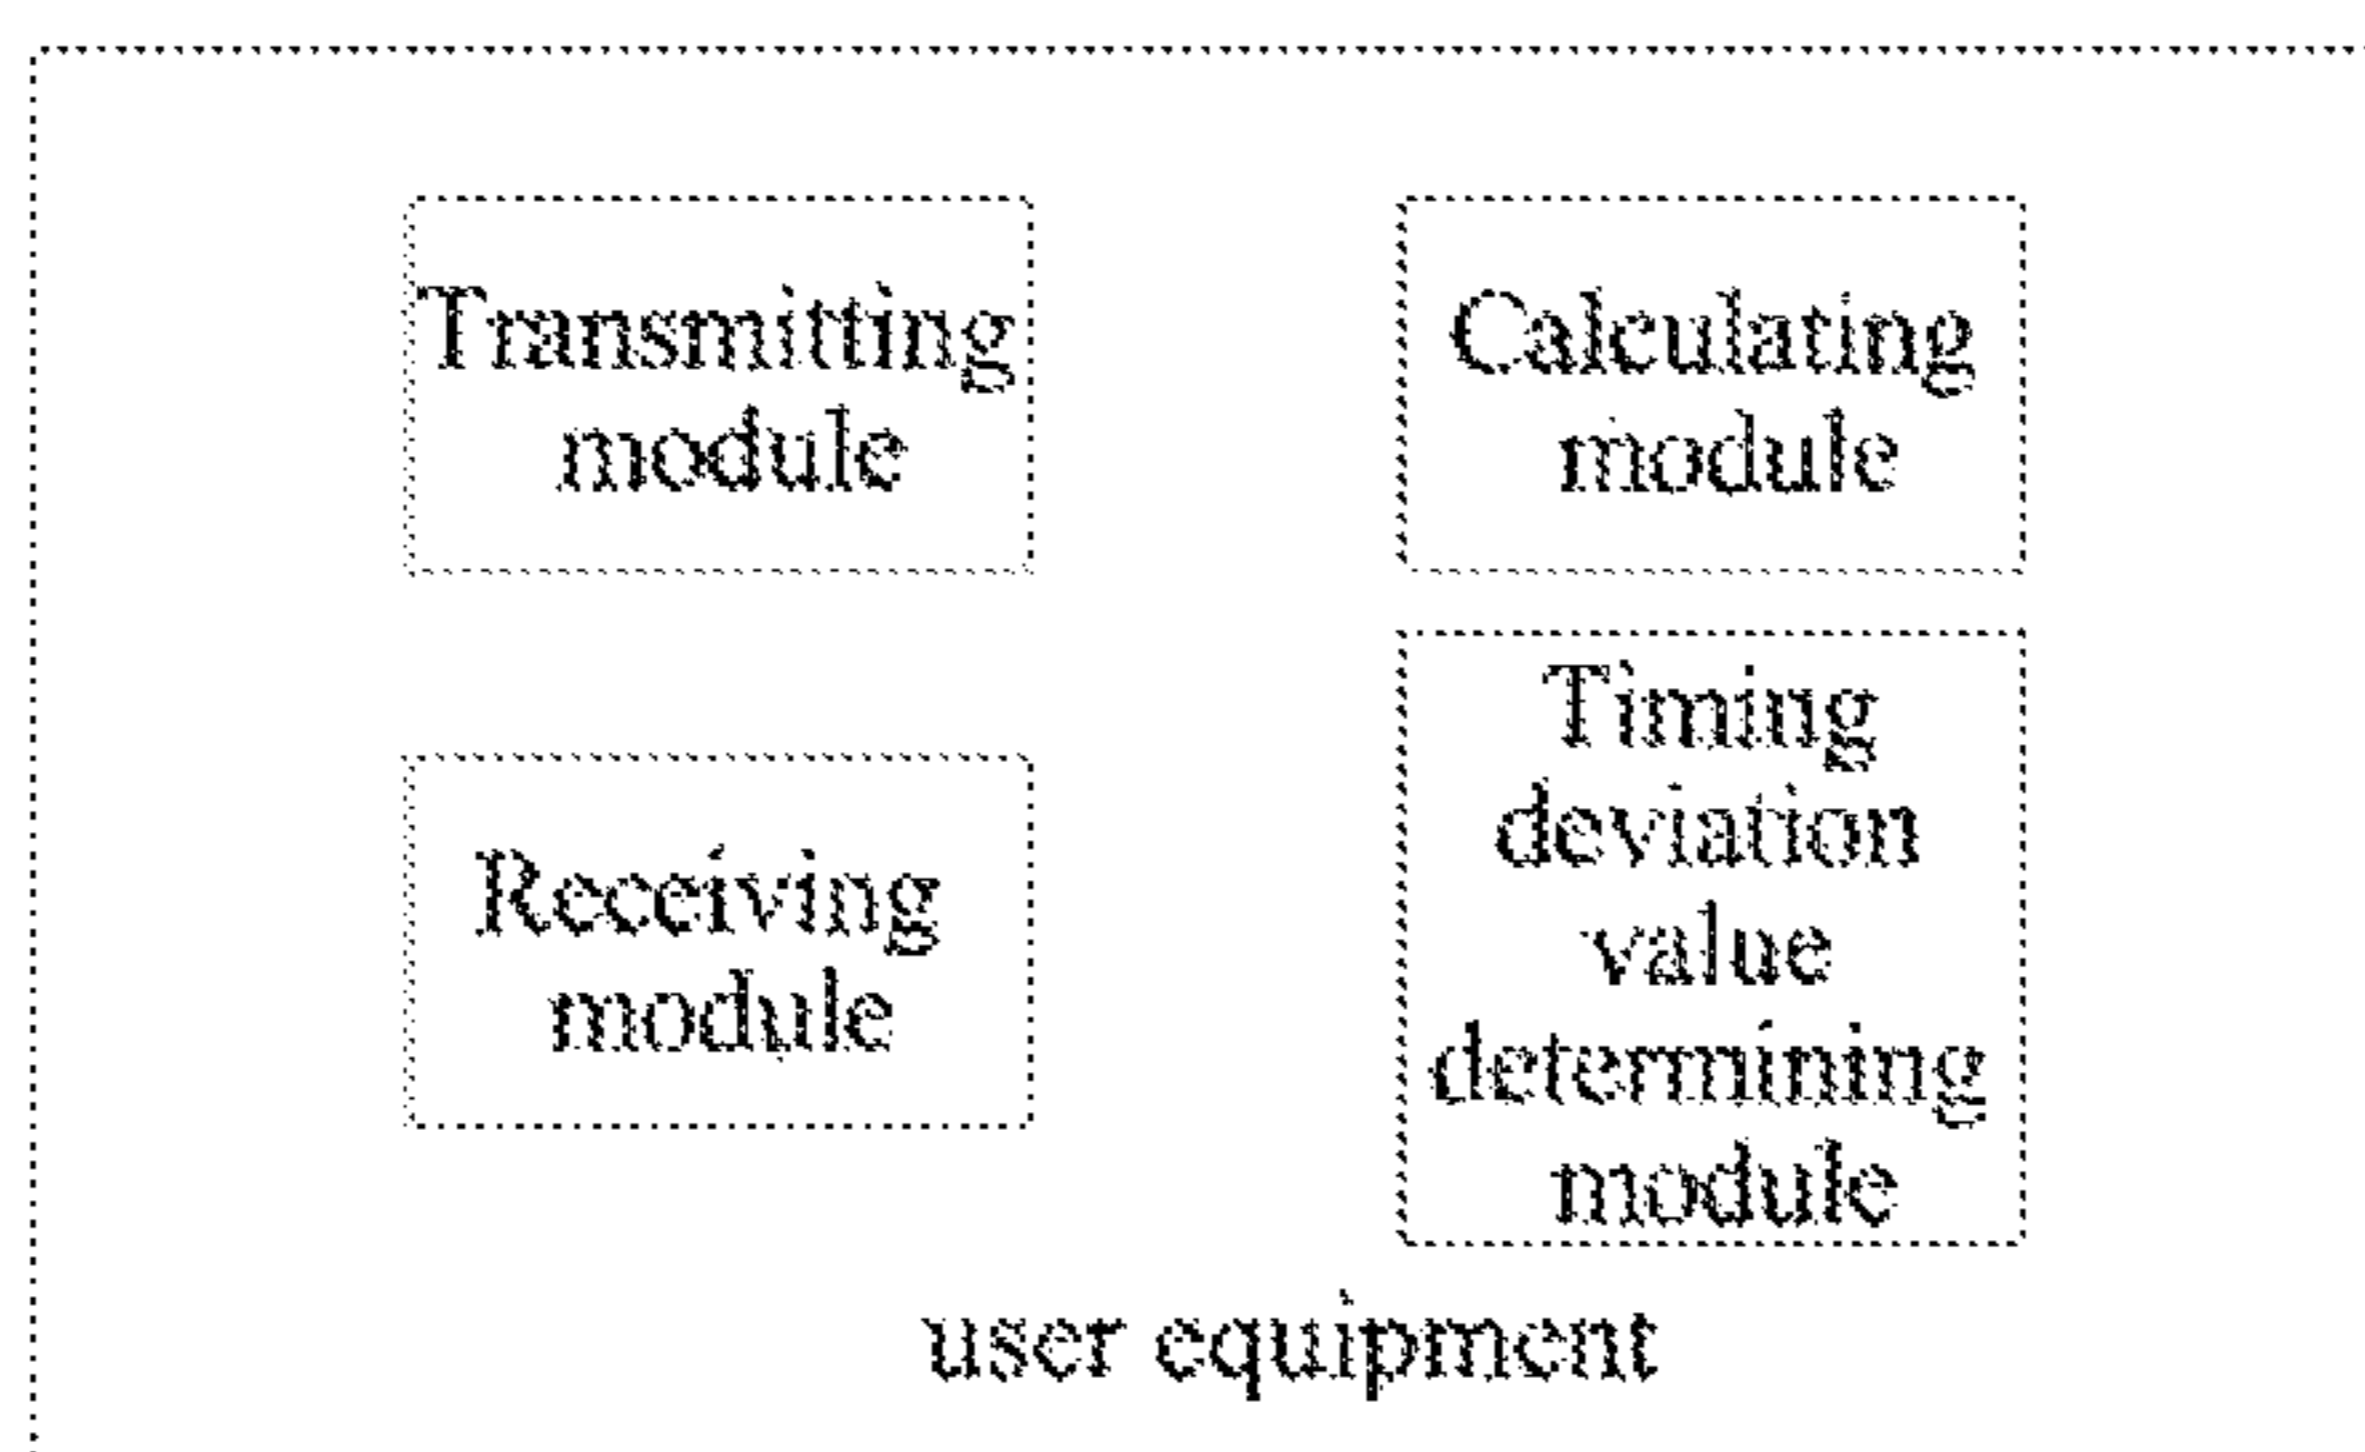 Transmitting
module
Calculating
module
Receiving
module
Timing
deviation
value
determining
module
user equipment